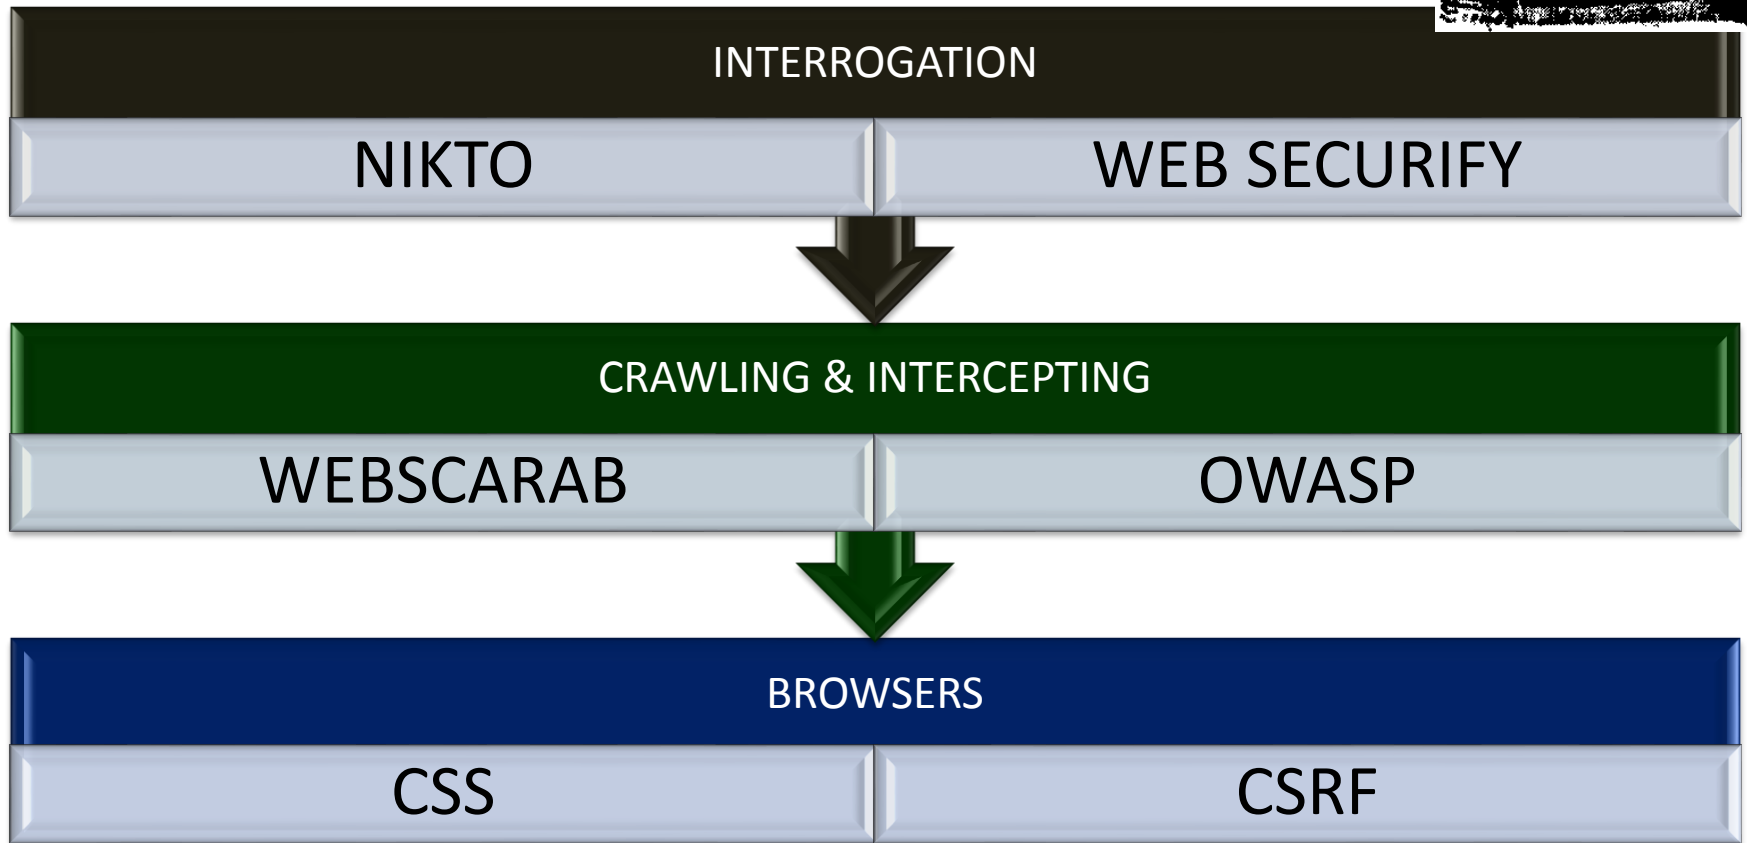 INTERROGATION
NIKTO
WEB SECURIFY
CRAWLING & INTERCEPTING
WEBSCARAB
OWASP
BROWSERS
CSS
CSRF